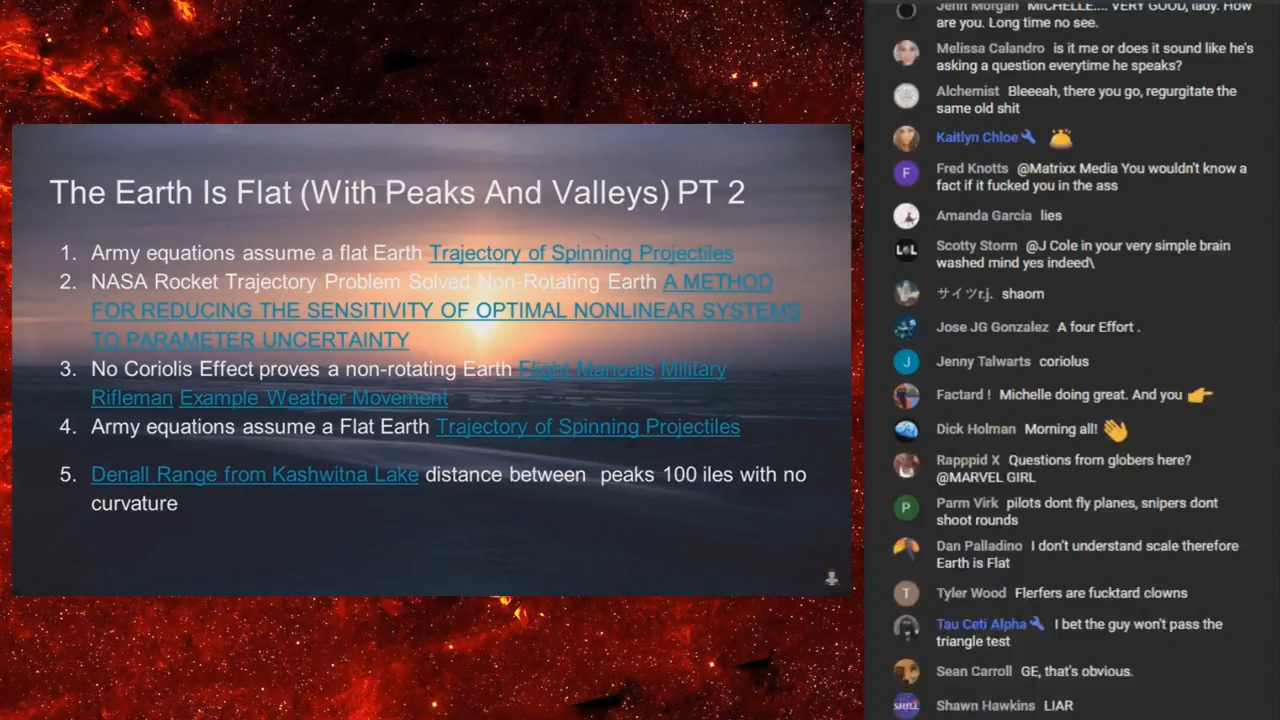 The Earth Is Flat (With Peaks And Valleys) PT 2
1. Army equations assume a flat Earth Trajectory of Spinning Projectiles
2. NASA Rocket Trajectory Problem Solved Non-Rotating Earth A METHOD
FOR REDUCING THE SENSITIVITY OF OPTIMAL NONLINEAR SYSTEMS
TO PARAMETER UNCERTAINTY
3. No Coriolis Effect proves a non-rotating Earth Flight Manuals Military
Rifleman Example Weather Movement
4. Army equations assume a Flat Earth Trajectory of Spinning Projectiles
5. Denall Range from Kashwitna Lake distance between peaks 100 iles with no
curvature
Jenn Morgan MICHELLE.... VERY GOOD, lady. How
are you. Long time no see.
Melissa Calandro is it me or does it sound like he's
asking a question everytime he speaks?
Alchemist Bleeeah, there you go, regurgitate the
same old shit
Kaitlyn Chloe
F Fred Knotts @Matrixx Media You wouldn't know a
fact if it fucked you in the ass
Amanda Garcia lies
LOL Scotty Storm @J Cole in your very simple brain
washed mind yes indeed\
サイツr.j. shaorn
Jose JG Gonzalez A four Effort .
J Jenny Talwarts coriolus
Factard ! Michelle doing great. And you
Dick Holman Morning all!
Rapppid X Questions from globers here?
@MARVEL GIRL
P Parm Virk pilots dont fly planes, snipers dont
shoot rounds
Dan Palladino I don't understand scale therefore
Earth is Flat
T Tyler Wood Flerfers are fucktard clowns
Tau Ceti Alpha I bet the guy won't pass the
triangle test
Sean Carroll GE, that's obvious.
SHILL Shawn Hawkins LIAR